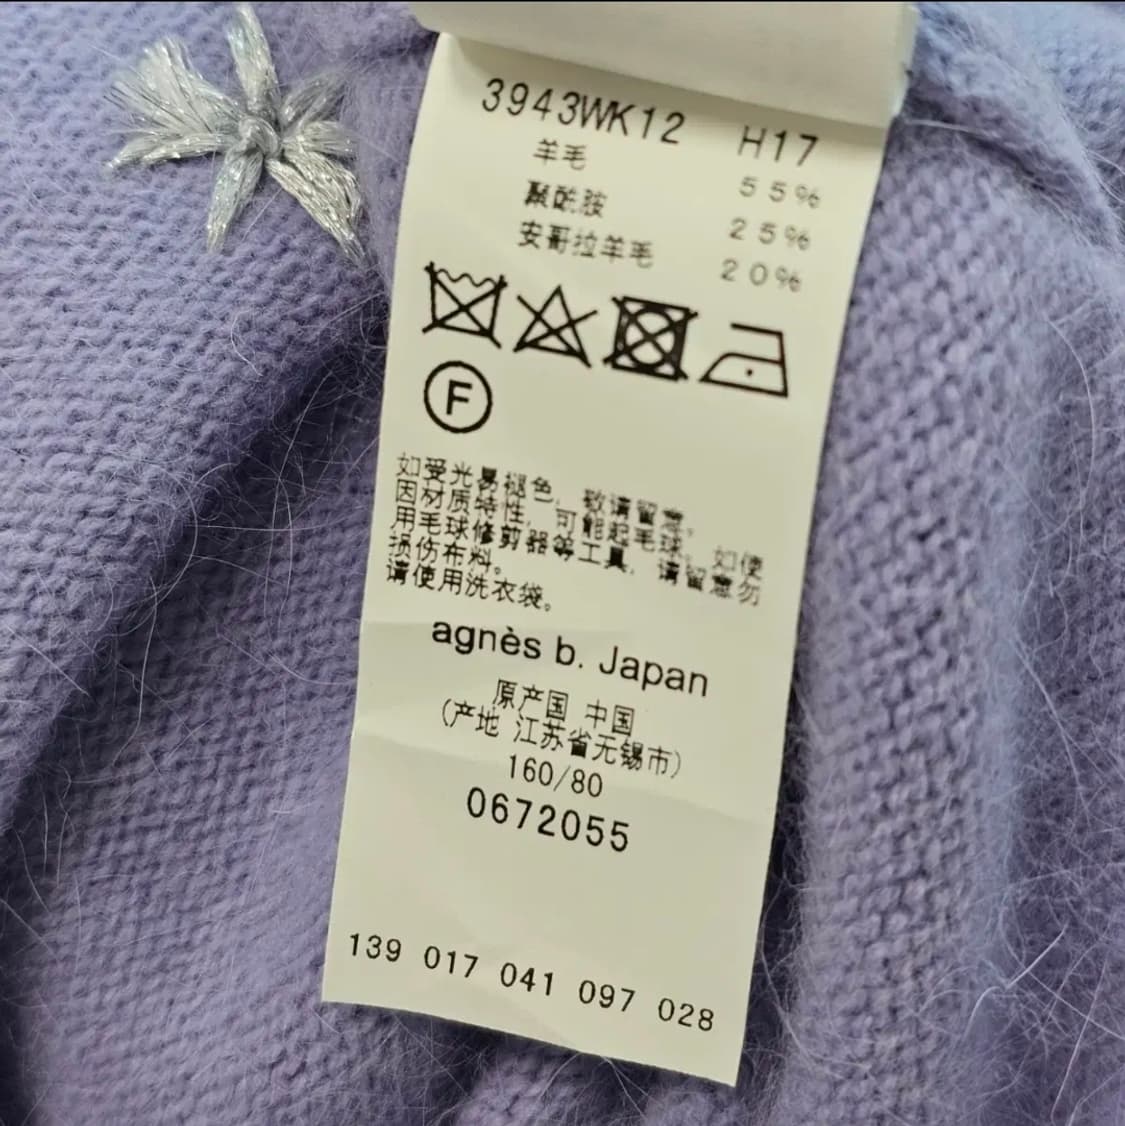 3943WK12 H17
羊毛 55%
聚酰胺 25%
安哥拉羊毛 20%
F
如受光易褪色，致请留意。
因材质特性，可能起毛球。如使
用毛球修剪器等工具，请留意勿
损伤布料。
请使用洗衣袋。
agnès b. Japan
原产国 中国
(产地 江苏省无锡市)
160/80
0672055
139 017 041 097 028